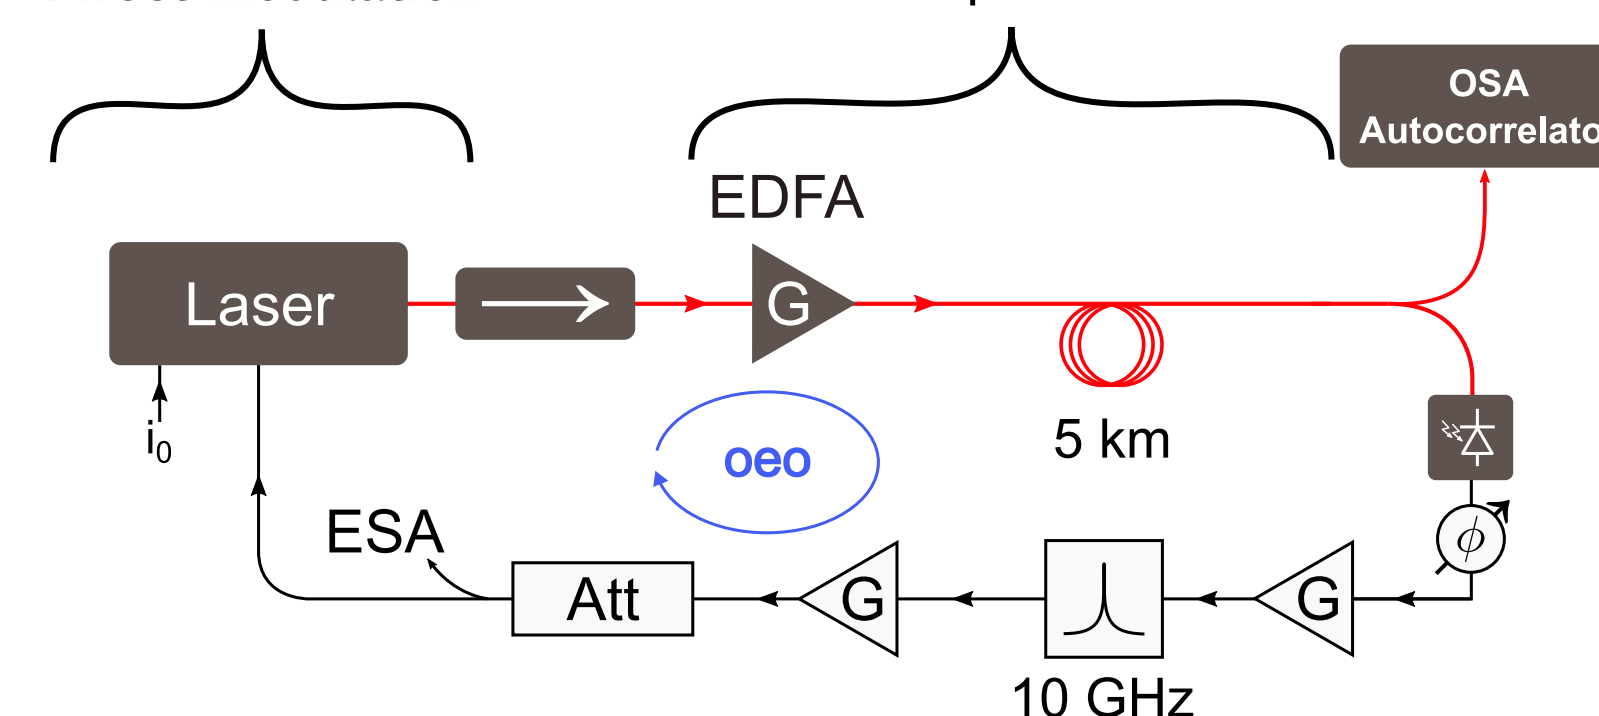 OSA
Autocorrelato
EDFA
Laser
G
i0
oeo
5 km
ϕ
ESA
Att
G
G
10 GHz